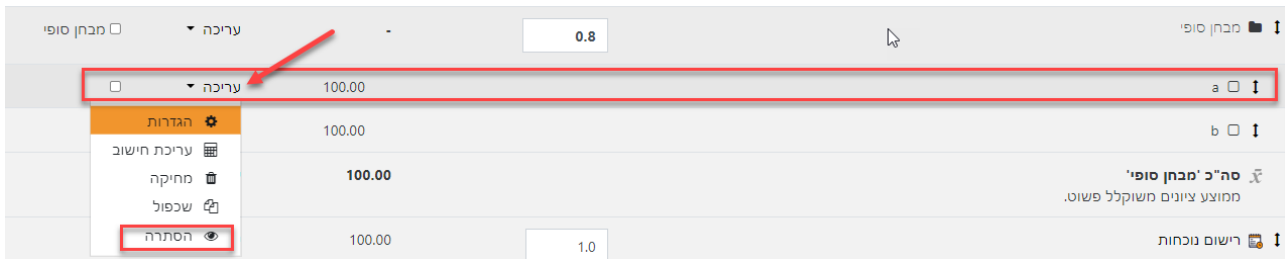 מבחן סופי 0.8 - עריכה מבחן סופי
a 100.00 עריכה
הגדרות
b 100.00
עריכת חישוב
מחיקה
סה"כ 'מבחן סופי' 100.00
ממוצע ציונים משוקלל פשוט.
שכפול
הסתרה
רישום נוכחות 1.0 100.00